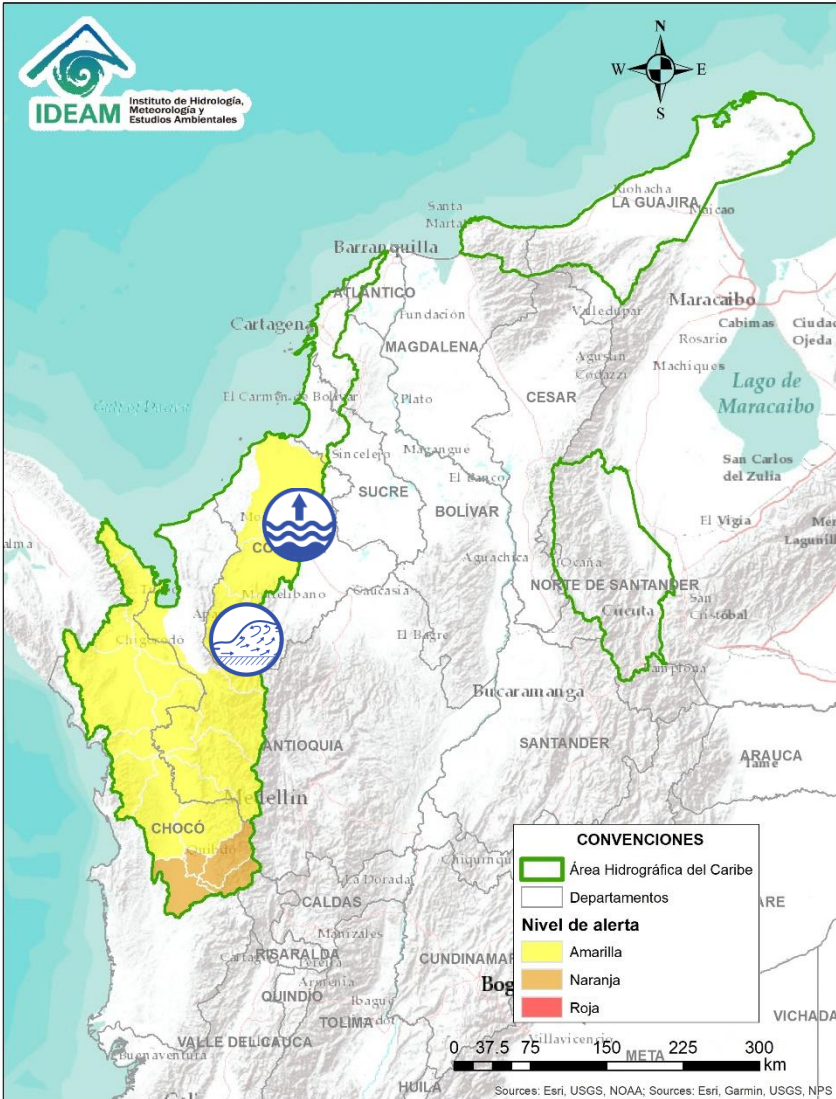 IDEAM
Instituto de Hidrología,
Meteorología y
Estudios Ambientales
N
W
E
S
Santa
Marta
Riohacha
LA GUAJIRA
Maicao
Barranquilla
ATLÁNTICO
Fundación
Valledupar
Maracaibo
Cabimas
Ciudad
Ojeda
Cartagena
MAGDALENA
Rosario
Agustín
Codazzi
Machiques
CESAR
Lago de
Maracaibo
El Carmen de Bolívar
Plato
Sincelejo
Magangue
San Carlos
del Zulia
SUCRE
El Banco
BOLÍVAR
El Vigía
Aguachica
Ocaña
NORTE DE SANTANDER
Cucuta
San
Cristóbal
Montelibano
Caucasia
El Bagre
Chigorodó
Pamplona
Bucaramanga
ANTIOQUIA
SANTANDER
ARAUCA
Tame
Medellín
CHOCÓ
Quibdó
La Dorada
CALDAS
Manizales
RISARALDA
Pereira
Armenia
QUINDÍO
Ibagué
TOLIMA
VALLE DEL CAUCA
Buenaventura
HUILA
META
Villavicencio
CONVENCIONES
Área Hidrográfica del Caribe
Departamentos
Nivel de alerta
Amarilla
Naranja
Roja
0 37.5 75 150 225 300
km
Sources: Esri, USGS, NOAA; Sources: Esri, Garmin, USGS, NPS